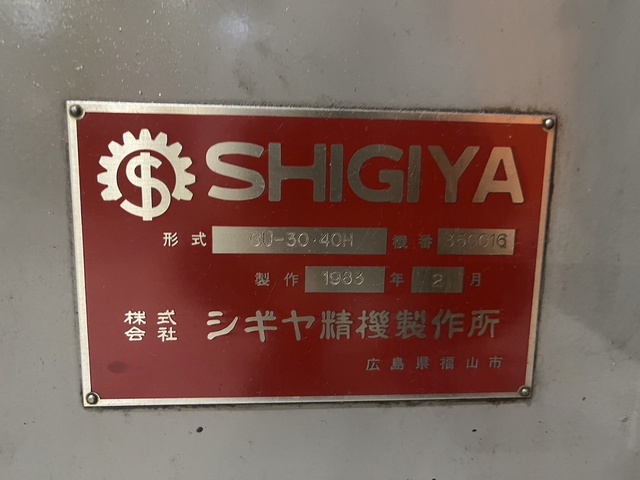 SHIGIYA
形式 GU-30·40H 機番 350016
製作 1983 年 2 月
株式会社 シギヤ精機製作所
広島県福山市